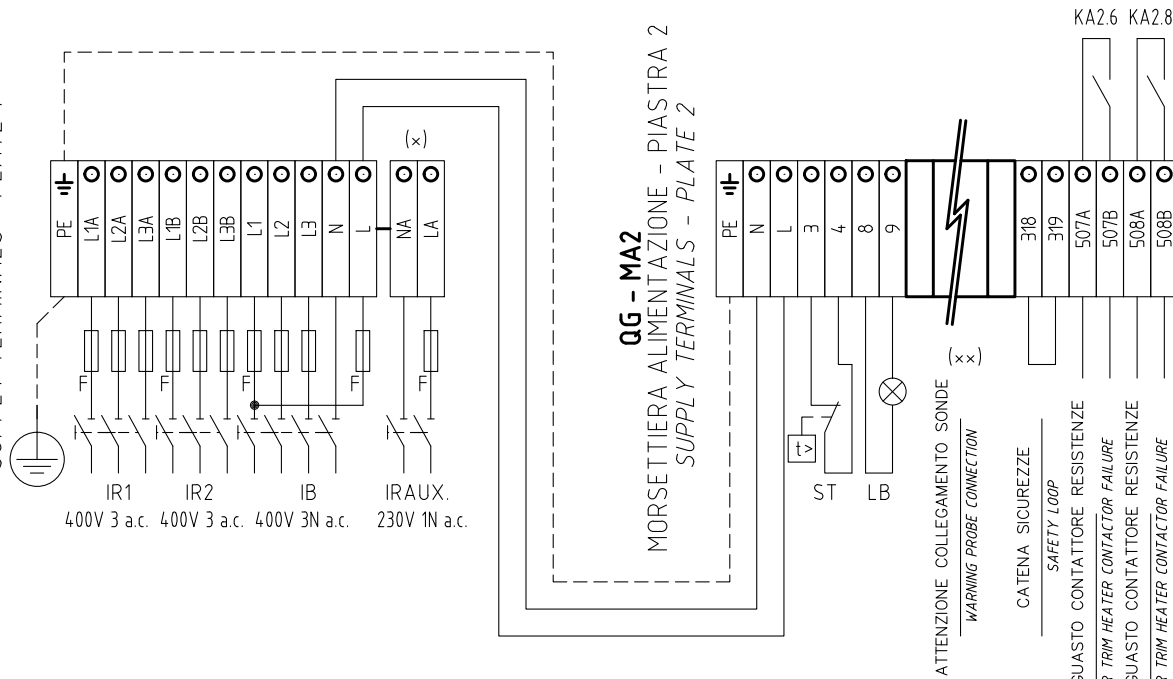 KA2.6 KA2.8
(x)
PE L1A L2A L3A L1B L2B L3B L1 L2 L3 N L NA LA
F F F F F
IR1 IR2 IB IRAUX.
400V 3 a.c. 400V 3 a.c. 400V 3N a.c. 230V 1N a.c.
QG - MA2
MORSETTIERA ALIMENTAZIONE - PIASTRA 2
SUPPLY TERMINALS - PLATE 2
PE N L 3 4 8 9 318 319 507A 507B 508A 508B
(xx)
t>
ST LB
ATTENZIONE COLLEGAMENTO SONDE
WARNING PROBE CONNECTION
CATENA SICUREZZE
SAFETY LOOP
GUASTO CONTATTORE RESISTENZE
TRIM HEATER CONTACTOR FAILURE
GUASTO CONTATTORE RESISTENZE
TRIM HEATER CONTACTOR FAILURE